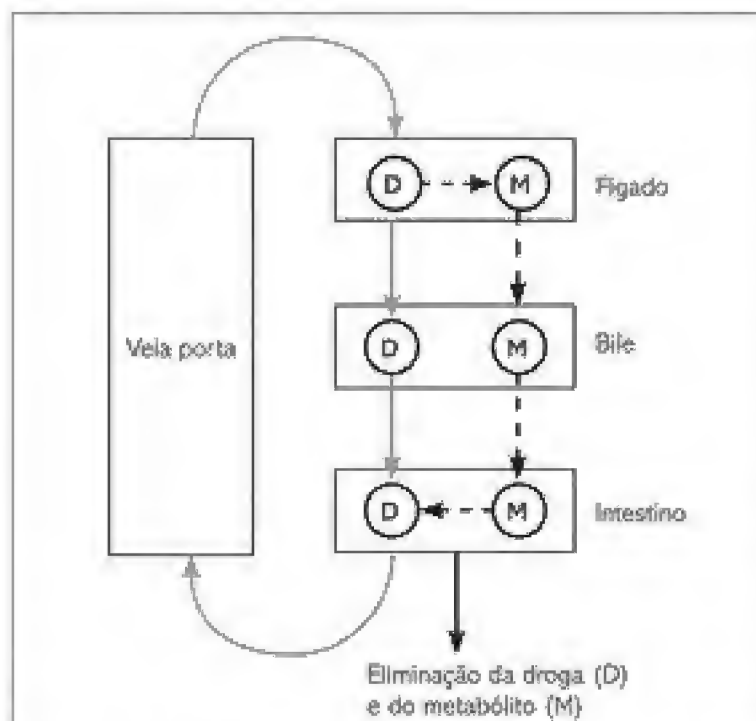 D
M
Fígado
Veia porta
D
M
Bile
D
M
Intestino
Eliminação da droga (D)
e do metabólito (M)